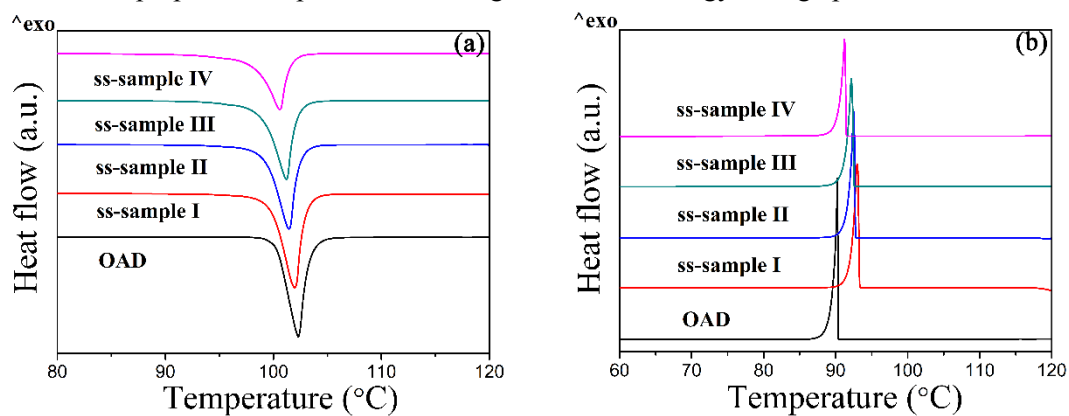 ^exo
(a)
ss-sample IV
ss-sample III
ss-sample II
ss-sample I
OAD
Heat flow (a.u.)
80 90 100 110 120
Temperature (°C)
^exo
(b)
ss-sample IV
ss-sample III
ss-sample II
ss-sample I
OAD
Heat flow (a.u.)
60 70 80 90 100 110 120
Temperature (°C)